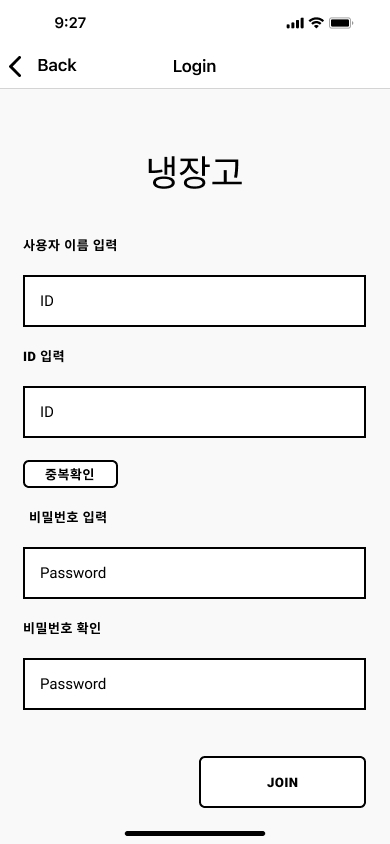 9:27
Back
Login
냉장고
사용자 이름 입력
ID
ID 입력
ID
중복확인
비밀번호 입력
Password
비밀번호 확인
Password
JOIN